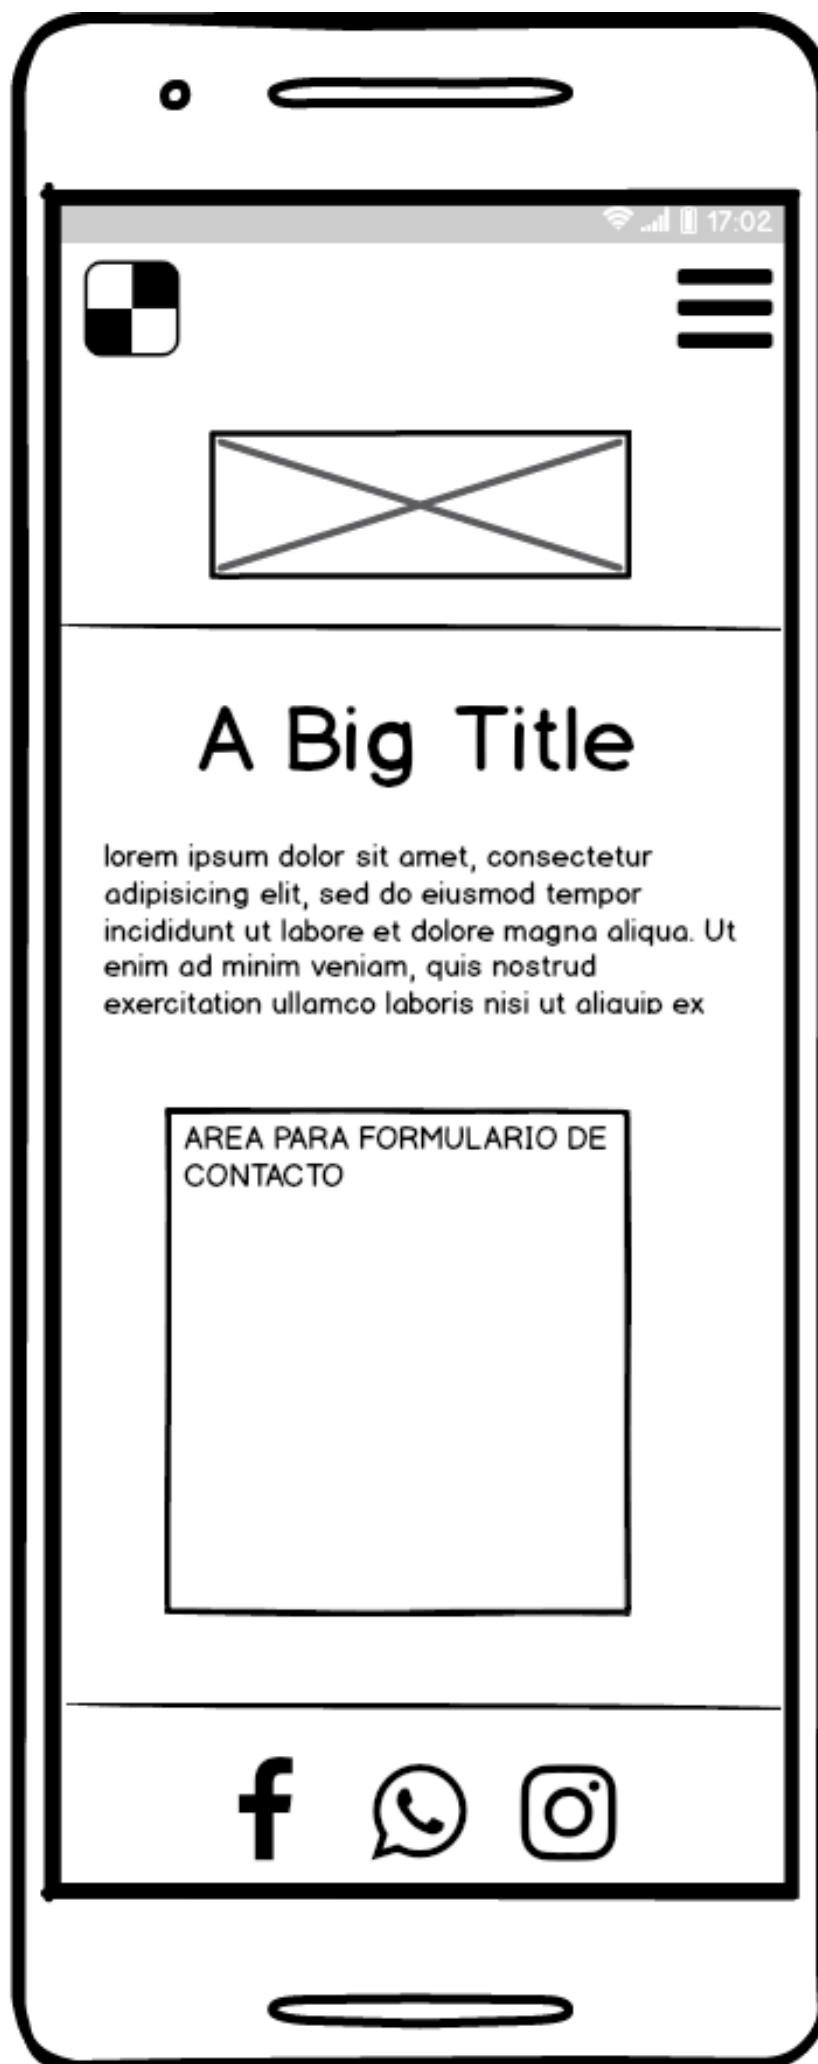 17:02
A Big Title
lorem ipsum dolor sit amet, consectetur
adipisicing elit, sed do eiusmod tempor
incididunt ut labore et dolore magna aliqua. Ut
enim ad minim veniam, quis nostrud
exercitation ullamco laboris nisi ut aliquip ex
AREA PARA FORMULARIO DE
CONTACTO